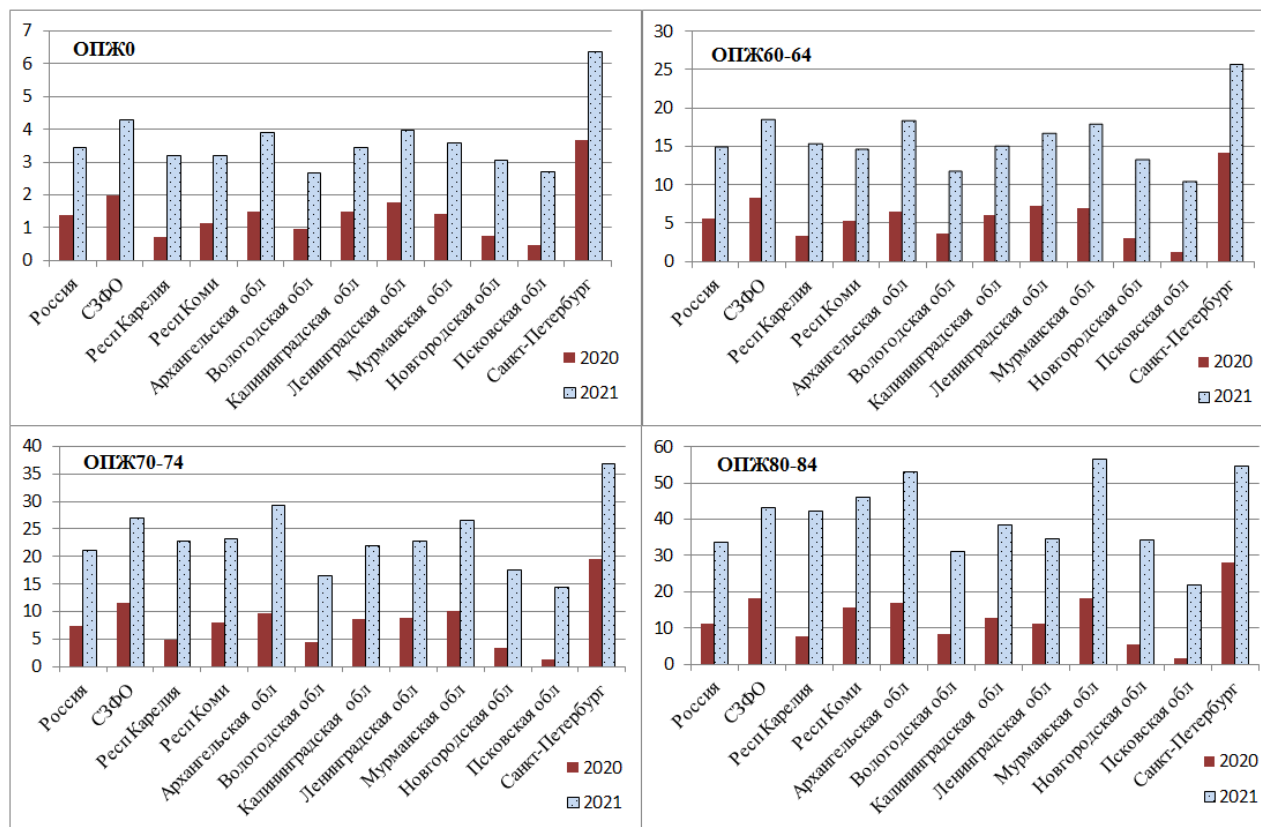 ОПЖ0
7
6
5
4
3
2
1
0
Россия
СЗФО
Респ Карелия
Респ Коми
Архангельская обл
Вологодская обл
Калининградская обл
Ленинградская обл
Мурманская обл
Новгородская обл
Псковская обл
Санкт-Петербург
2020
2021
ОПЖ60-64
30
25
20
15
10
5
0
Россия
СЗФО
Респ Карелия
Респ Коми
Архангельская обл
Вологодская обл
Калининградская обл
Ленинградская обл
Мурманская обл
Новгородская обл
Псковская обл
Санкт-Петербург
2020
2021
ОПЖ70-74
40
35
30
25
20
15
10
5
0
Россия
СЗФО
Респ Карелия
Респ Коми
Архангельская обл
Вологодская обл
Калининградская обл
Ленинградская обл
Мурманская обл
Новгородская обл
Псковская обл
Санкт-Петербург
2020
2021
ОПЖ80-84
60
50
40
30
20
10
0
Россия
СЗФО
Респ Карелия
Респ Коми
Архангельская обл
Вологодская обл
Калининградская обл
Ленинградская обл
Мурманская обл
Новгородская обл
Псковская обл
Санкт-Петербург
2020
2021